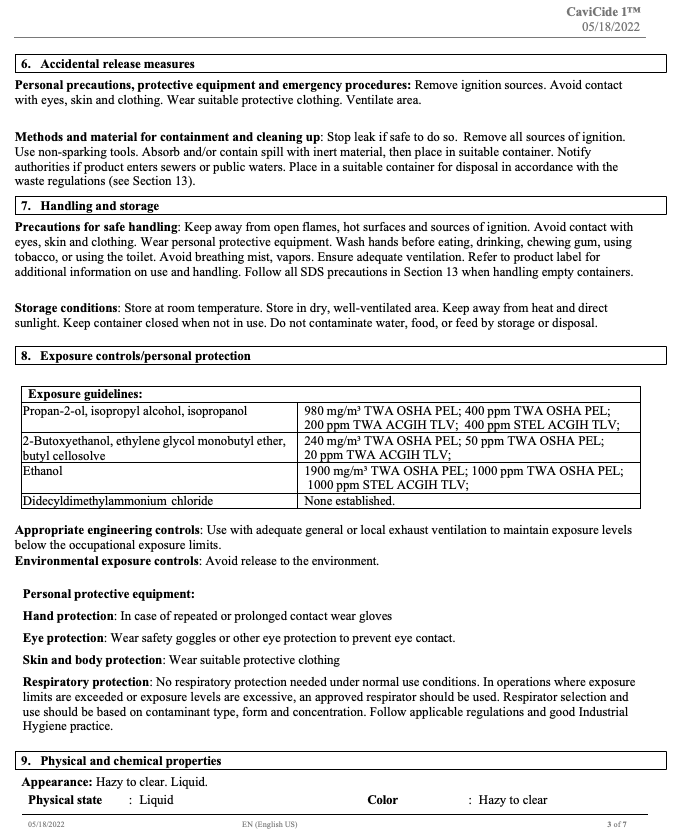 CaviCide 1™
05/18/2022
6. Accidental release measures
Personal precautions, protective equipment and emergency procedures: Remove ignition sources. Avoid contact
with eyes, skin and clothing. Wear suitable protective clothing. Ventilate area.
Methods and material for containment and cleaning up: Stop leak if safe to do so. Remove all sources of ignition.
Use non-sparking tools. Absorb and/or contain spill with inert material, then place in suitable container. Notify
authorities if product enters sewers or public waters. Place in a suitable container for disposal in accordance with the
waste regulations (see Section 13).
7. Handling and storage
Precautions for safe handling: Keep away from open flames, hot surfaces and sources of ignition. Avoid contact with
eyes, skin and clothing. Wear personal protective equipment. Wash hands before eating, drinking, chewing gum, using
tobacco, or using the toilet. Avoid breathing mist, vapors. Ensure adequate ventilation. Refer to product label for
additional information on use and handling. Follow all SDS precautions in Section 13 when handling empty containers.
Storage conditions: Store at room temperature. Store in dry, well-ventilated area. Keep away from heat and direct
sunlight. Keep container closed when not in use. Do not contaminate water, food, or feed by storage or disposal.
8. Exposure controls/personal protection
Exposure guidelines:
Propan-2-ol, isopropyl alcohol, isopropanol 980 mg/m³ TWA OSHA PEL; 400 ppm TWA OSHA PEL;
200 ppm TWA ACGIH TLV; 400 ppm STEL ACGIH TLV;
2-Butoxyethanol, ethylene glycol monobutyl ether, 240 mg/m³ TWA OSHA PEL; 50 ppm TWA OSHA PEL;
butyl cellosolve 20 ppm TWA ACGIH TLV;
Ethanol 1900 mg/m³ TWA OSHA PEL; 1000 ppm TWA OSHA PEL;
1000 ppm STEL ACGIH TLV;
Didecyldimethylammonium chloride None established.
Appropriate engineering controls: Use with adequate general or local exhaust ventilation to maintain exposure levels
below the occupational exposure limits.
Environmental exposure controls: Avoid release to the environment.
Personal protective equipment:
Hand protection: In case of repeated or prolonged contact wear gloves
Eye protection: Wear safety goggles or other eye protection to prevent eye contact.
Skin and body protection: Wear suitable protective clothing
Respiratory protection: No respiratory protection needed under normal use conditions. In operations where exposure
limits are exceeded or exposure levels are excessive, an approved respirator should be used. Respirator selection and
use should be based on contaminant type, form and concentration. Follow applicable regulations and good Industrial
Hygiene practice.
9. Physical and chemical properties
Appearance: Hazy to clear. Liquid.
Physical state : Liquid Color : Hazy to clear
05/18/2022 EN (English US) 3 of 7